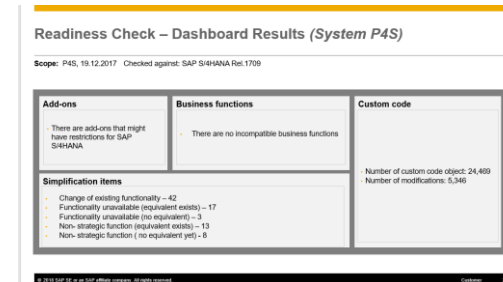 Readiness Check – Dashboard Results (System P4S)
Scope: P4S, 19.12.2017 Checked against: SAP S/4HANA Rel.1709
Add-ons
- There are add-ons that might
have restrictions for SAP
S/4HANA
Business functions
- There are no incompatible business functions
Custom code
- Number of custom code object: 24,469
- Number of modifications: 5,346
Simplification items
- Change of existing functionality – 42
- Functionality unavailable (equivalent exists) – 17
- Functionality unavailable (no equivalent) – 3
- Non- strategic function (equivalent exists) – 13
- Non- strategic function ( no equivalent yet) - 8
© 2018 SAP SE or an SAP affiliate company. All rights reserved.
Customer